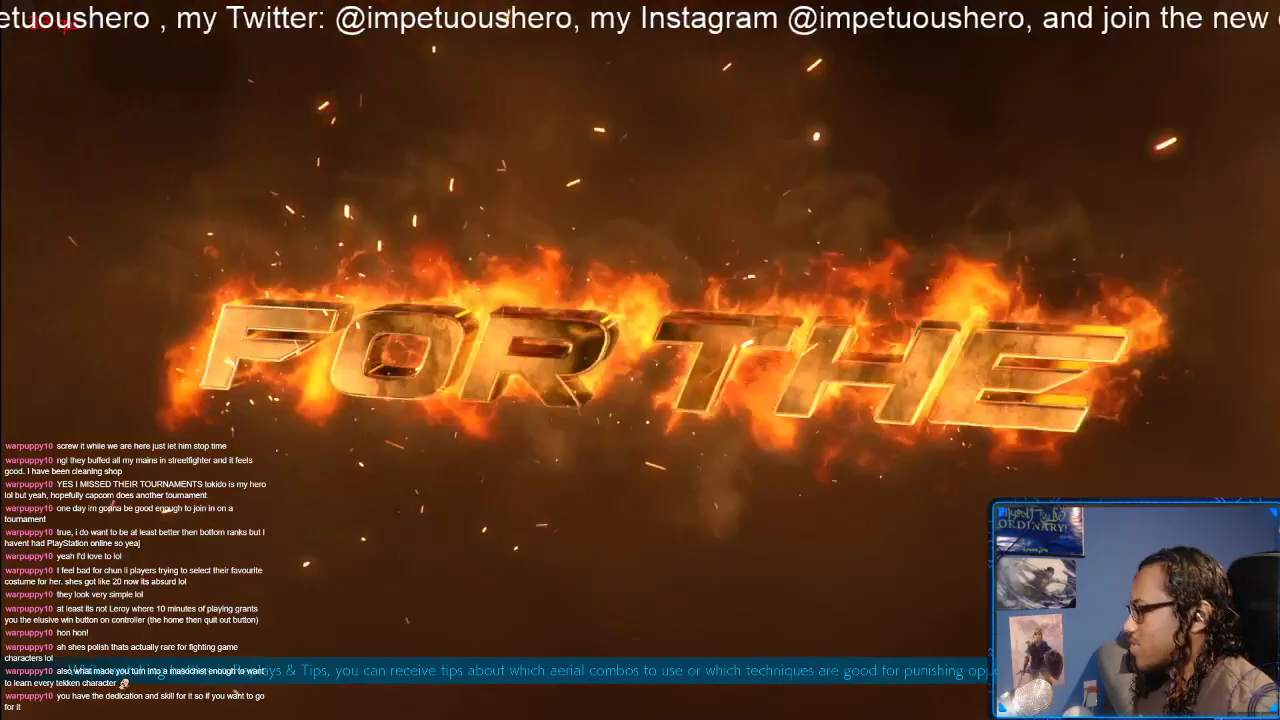 etuoushero , my Twitter: @impetuoushero, my Instagram @impetuoushero, and join the new
FOR THE
warpuppy10 screw it while we are here just let him stop time
warpuppy10 ngl they buffed all my mains in streetfighter and it feels
good. I have been cleaning shop
warpuppy10 YES I MISSED THEIR TOURNAMENTS tokido is my hero
lol but yeah, hopefully capcom does another tournament
warpuppy10 one day im gonna be good enough to join in on a
tournament
warpuppy10 true, i do want to be at least better then bottom ranks but I
havent had PlayStation online so yeaj
warpuppy10 yeah I'd love to lol
warpuppy10 I feel bad for chun li players trying to select their favourite
costume for her. shes got like 20 now its absurd lol
warpuppy10 they look very simple lol
warpuppy10 at least its not Leroy where 10 minutes of playing grants
you the elusive win button on controller (the home then quit out button)
warpuppy10 hon hon!
warpuppy10 ah shes polish thats actually rare for fighting game
characters lol
warpuppy10 also what made you turn into a masochist enough to want
to learn every tekken character
warpuppy10 you have the dedication and skill for it so if you want to go
for it
& Tips, you can receive tips about which aerial combos to use or which techniques are good for punishing
ORDINARY!